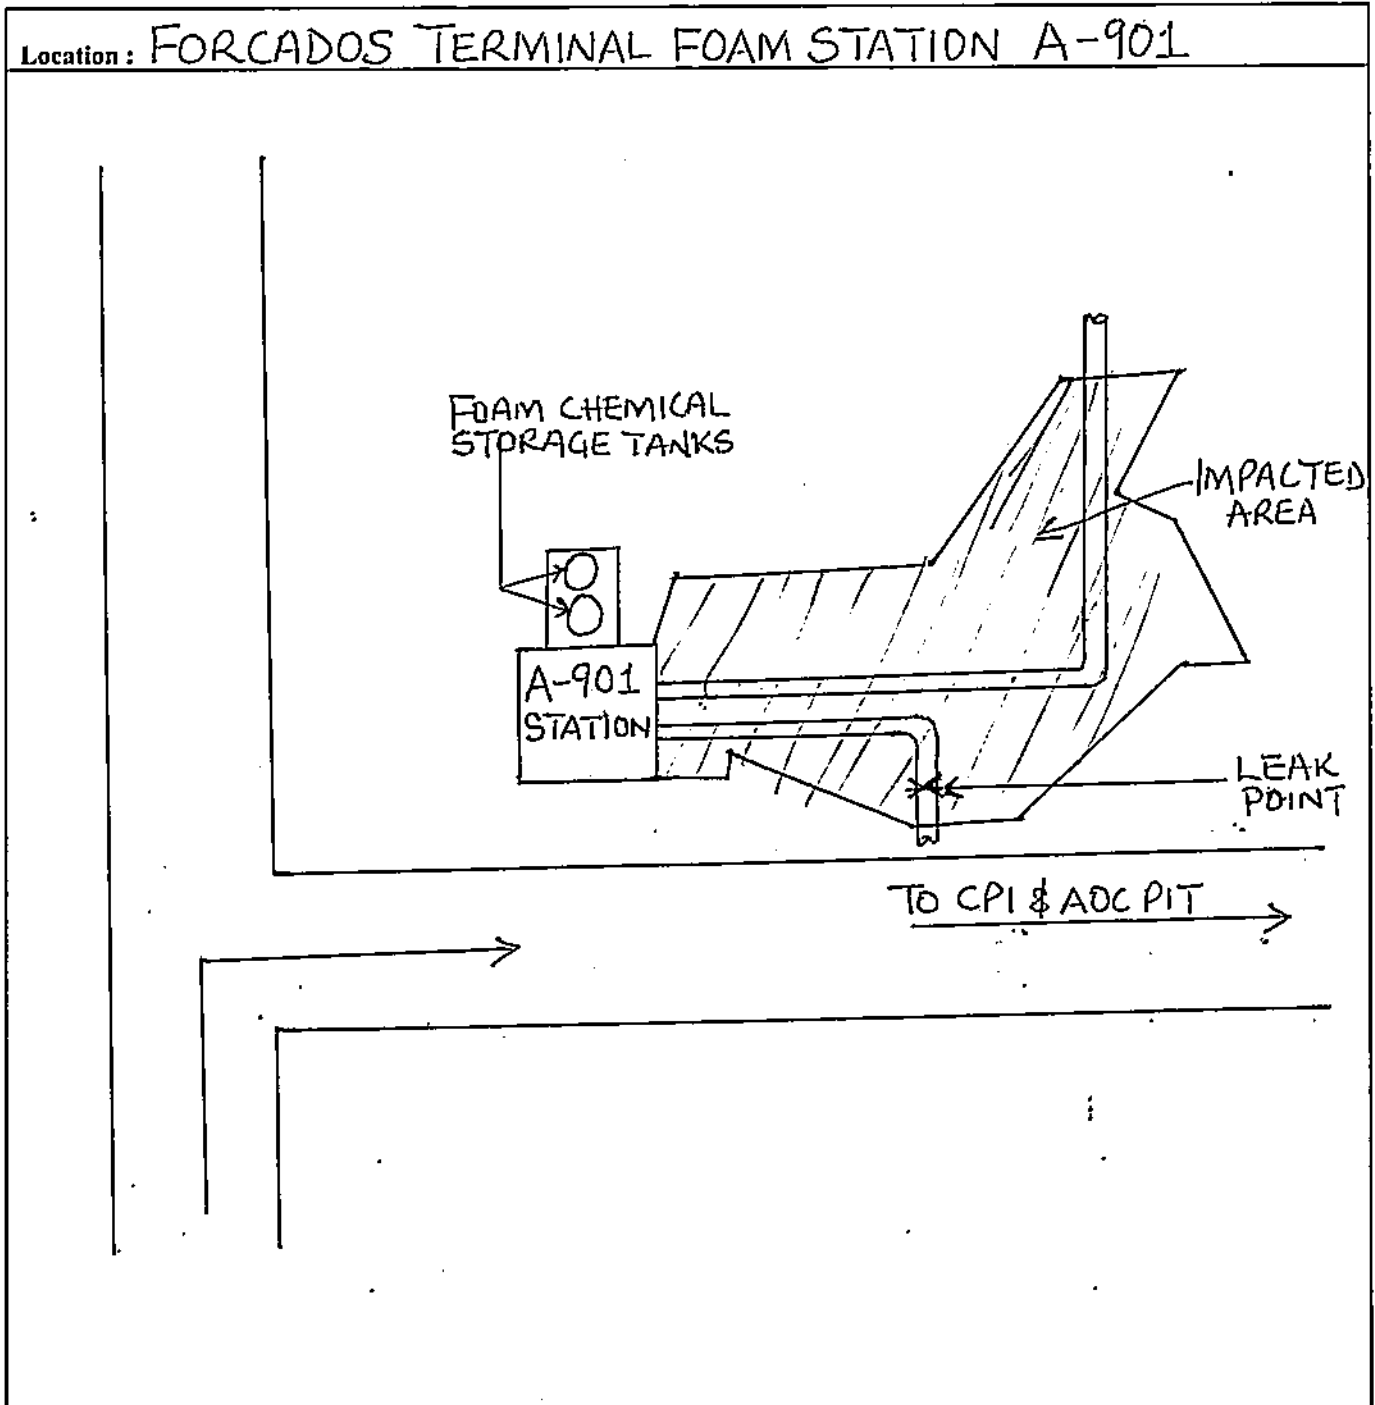 Location : FORCADOS TERMINAL FOAM STATION A-901
FOAM CHEMICAL
STORAGE TANKS
IMPACTED
AREA
A-901
STATION
LEAK
POINT
TO CPI & AOC PIT